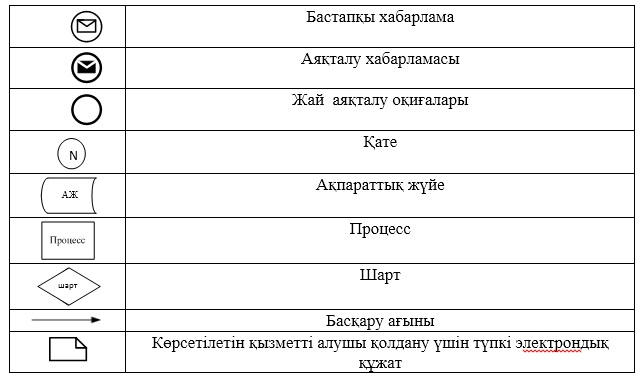 Бастапқы хабарлама
Аяқталу хабарламасы
Жай аяқталу оқиғалары
N
Қате
АЖ
Ақпараттық жүйе
Процесс
Процесс
шарт
Шарт
Басқару ағыны
Көрсетілетін қызметті алушы қолдану үшін түпкі электрондық
құжат